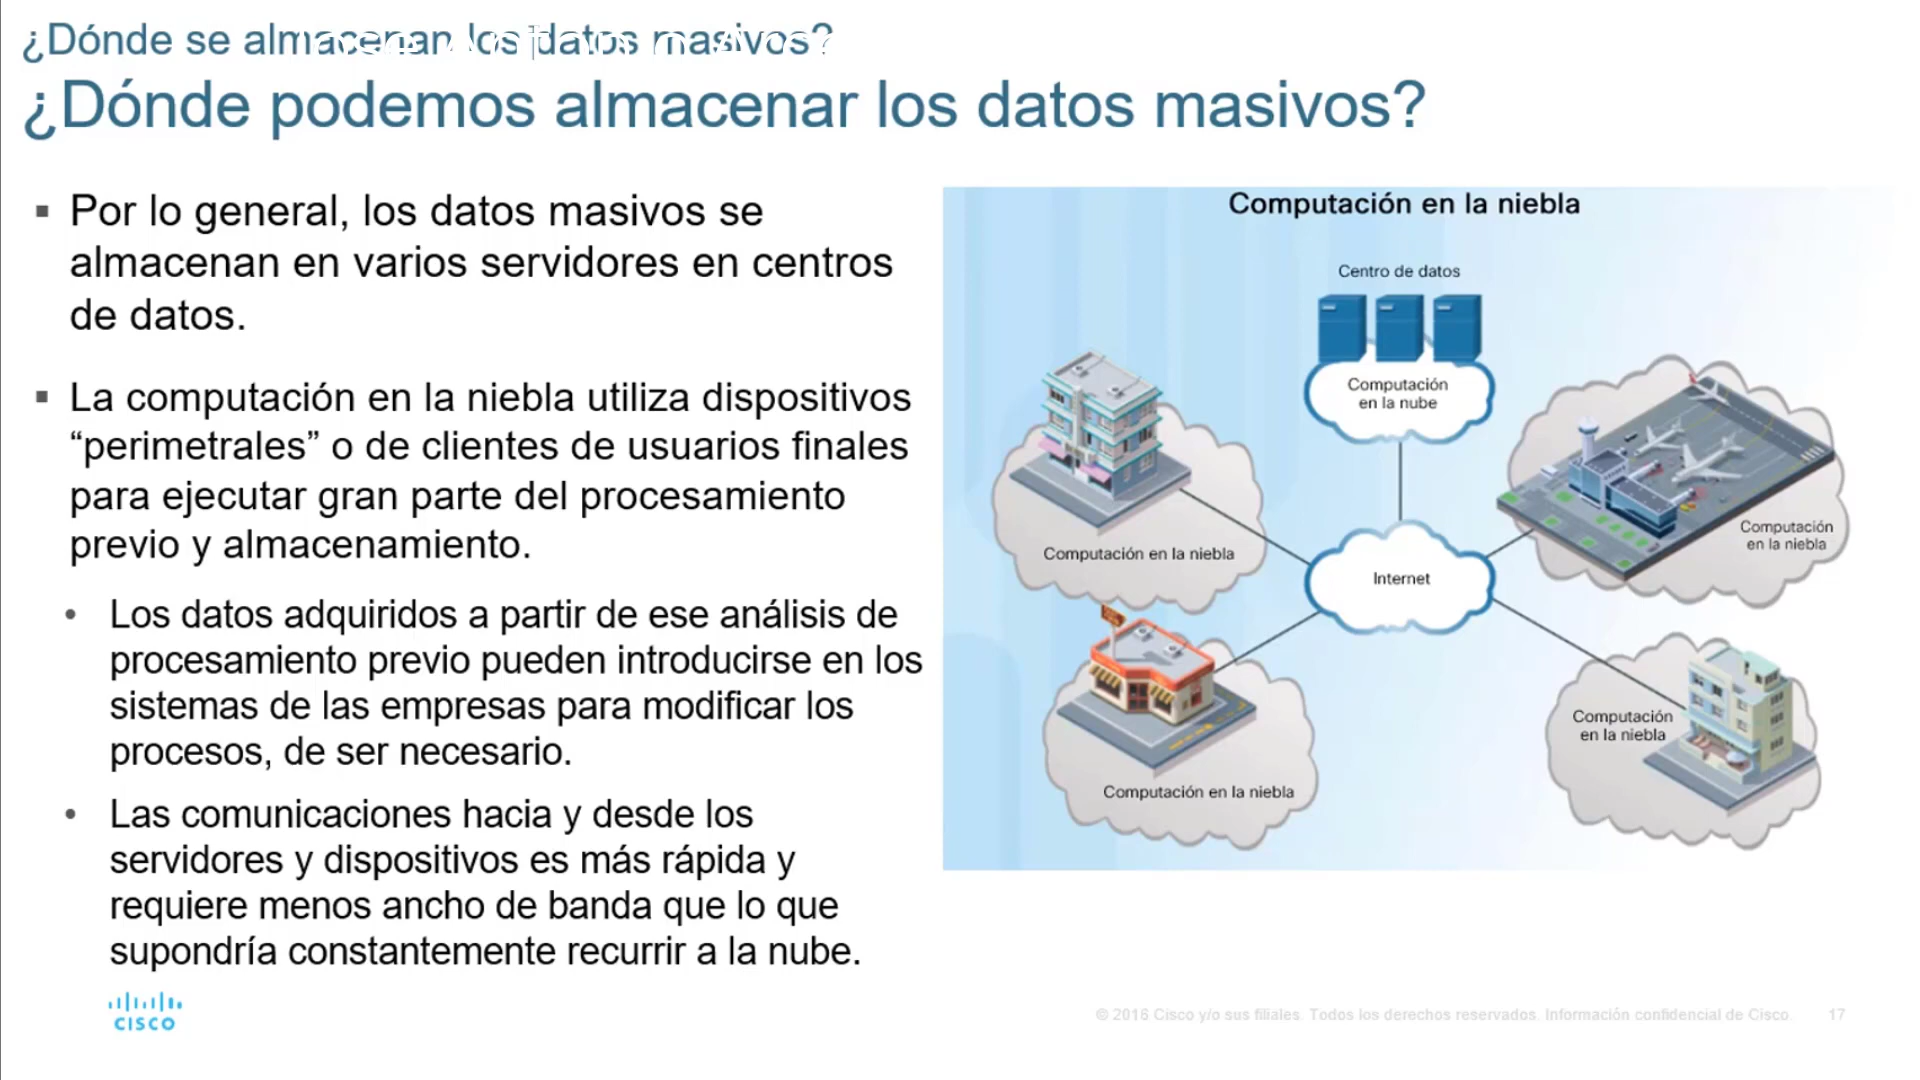 ¿Dónde se almacenan los datos masivos?
¿Dónde podemos almacenar los datos masivos?
▪ Por lo general, los datos masivos se
almacenan en varios servidores en centros
de datos.
▪ La computación en la niebla utiliza dispositivos
“perimetrales” o de clientes de usuarios finales
para ejecutar gran parte del procesamiento
previo y almacenamiento.
• Los datos adquiridos a partir de ese análisis de
procesamiento previo pueden introducirse en los
sistemas de las empresas para modificar los
procesos, de ser necesario.
• Las comunicaciones hacia y desde los
servidores y dispositivos es más rápida y
requiere menos ancho de banda que lo que
supondría constantemente recurrir a la nube.
Computación en la niebla
Centro de datos
Computación
en la nube
Computación
en la niebla
Computación en la niebla
Internet
Computación
en la niebla
Computación en la niebla
CISCO
© 2016 Cisco y/o sus filiales. Todos los derechos reservados. Información confidencial de Cisco.
17